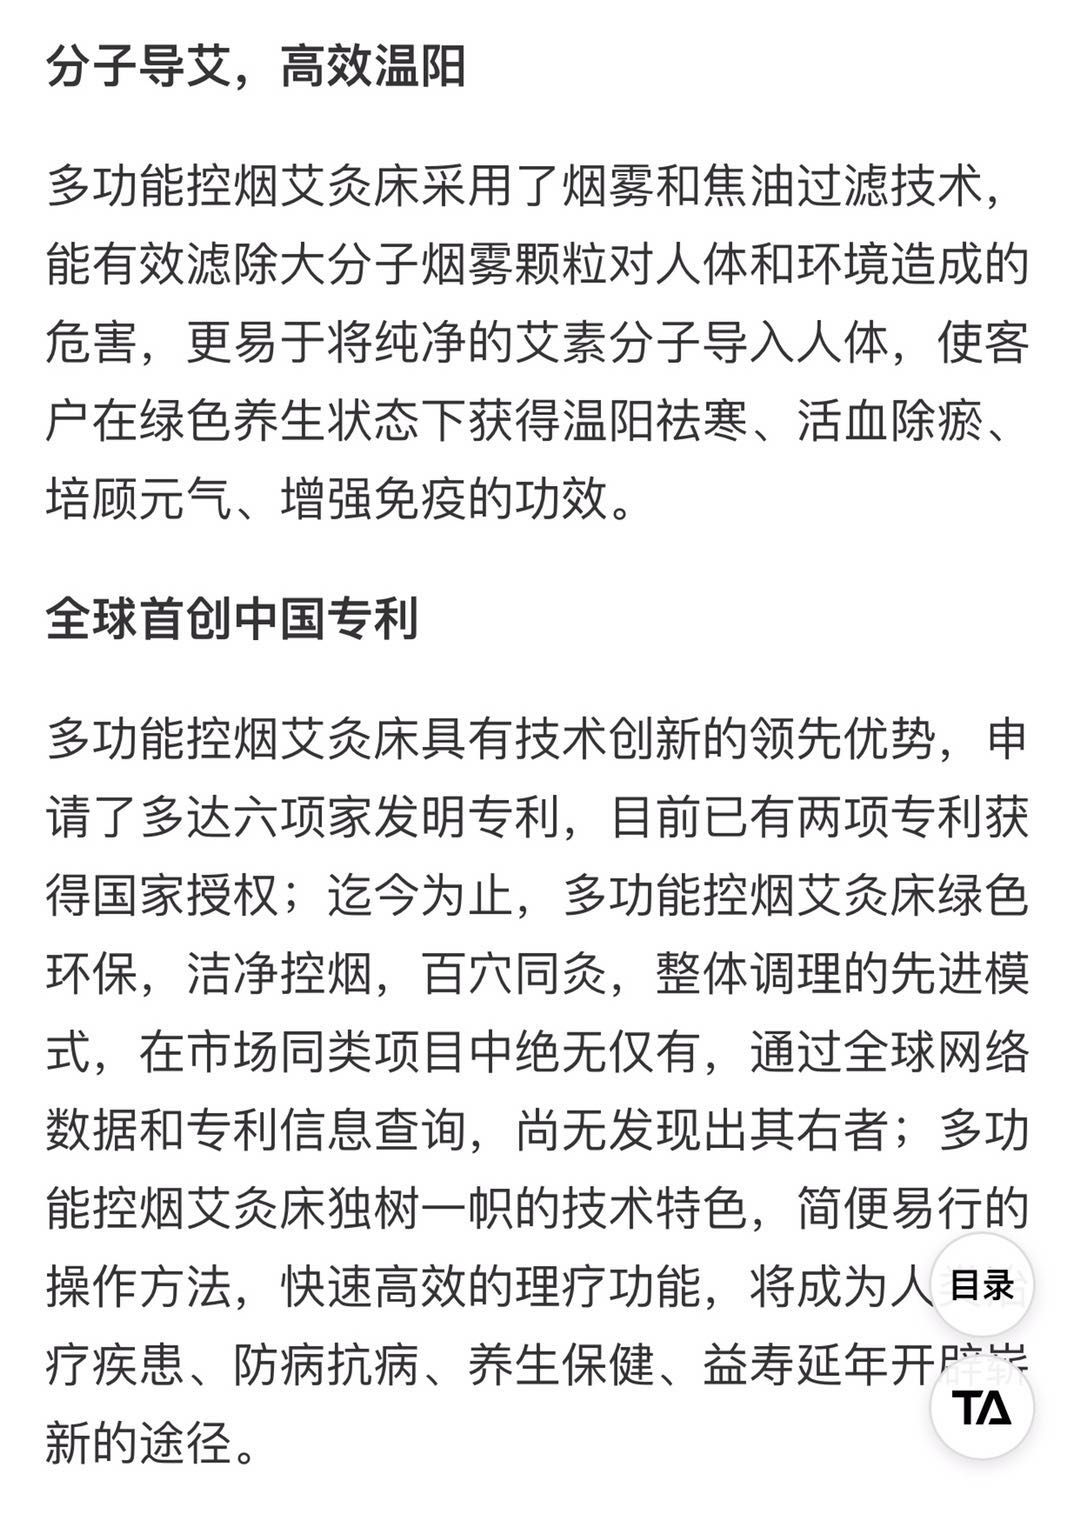 分子导艾，高效温阳
多功能控烟艾灸床采用了烟雾和焦油过滤技术，
能有效滤除大分子烟雾颗粒对人体和环境造成的
危害，更易于将纯净的艾素分子导入人体，使客
户在绿色养生状态下获得温阳祛寒、活血除瘀、
培顾元气、增强免疫的功效。
全球首创中国专利
多功能控烟艾灸床具有技术创新的领先优势，申
请了多达六项家发明专利，目前已有两项专利获
得国家授权；迄今为止，多功能控烟艾灸床绿色
环保，洁净控烟，百穴同灸，整体调理的先进模
式，在市场同类项目中绝无仅有，通过全球网络
数据和专利信息查询，尚无发现出其右者；多功
能控烟艾灸床独树一帜的技术特色，简便易行的
操作方法，快速高效的理疗功能，将成为人类治
目录
疗疾患、防病抗病、养生保健、益寿延年开辟崭
TA
新的途径。